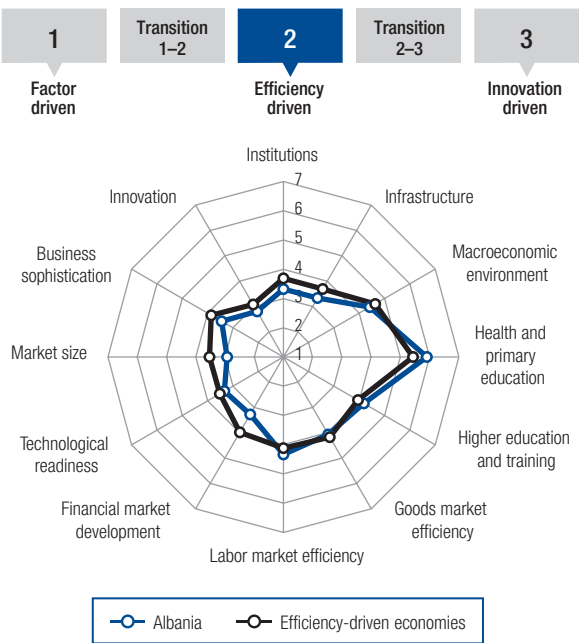 1
Transition
1–2
2
Transition
2–3
3
Factor
driven
Efficiency
driven
Innovation
driven
Institutions
7
6
5
4
3
2
1
Infrastructure
Macroeconomic
environment
Health and
primary
education
Higher education
and training
Goods market
efficiency
Labor market efficiency
Financial market
development
Technological
readiness
Market size
Business
sophistication
Innovation
Albania
Efficiency-driven economies